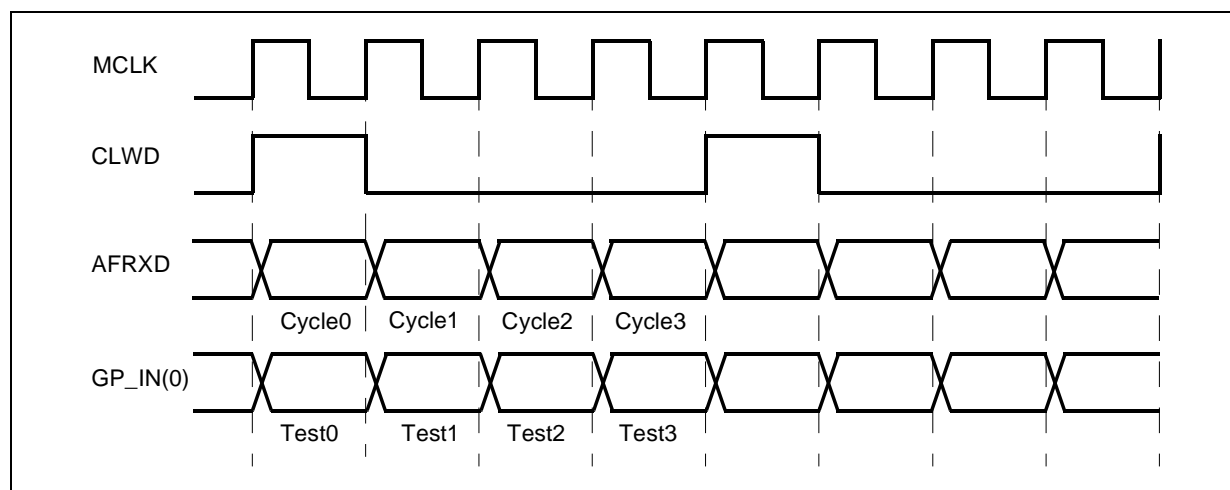 MCLK
CLWD
AFRXD
Cycle0 Cycle1 Cycle2 Cycle3
GP_IN(0)
Test0 Test1 Test2 Test3